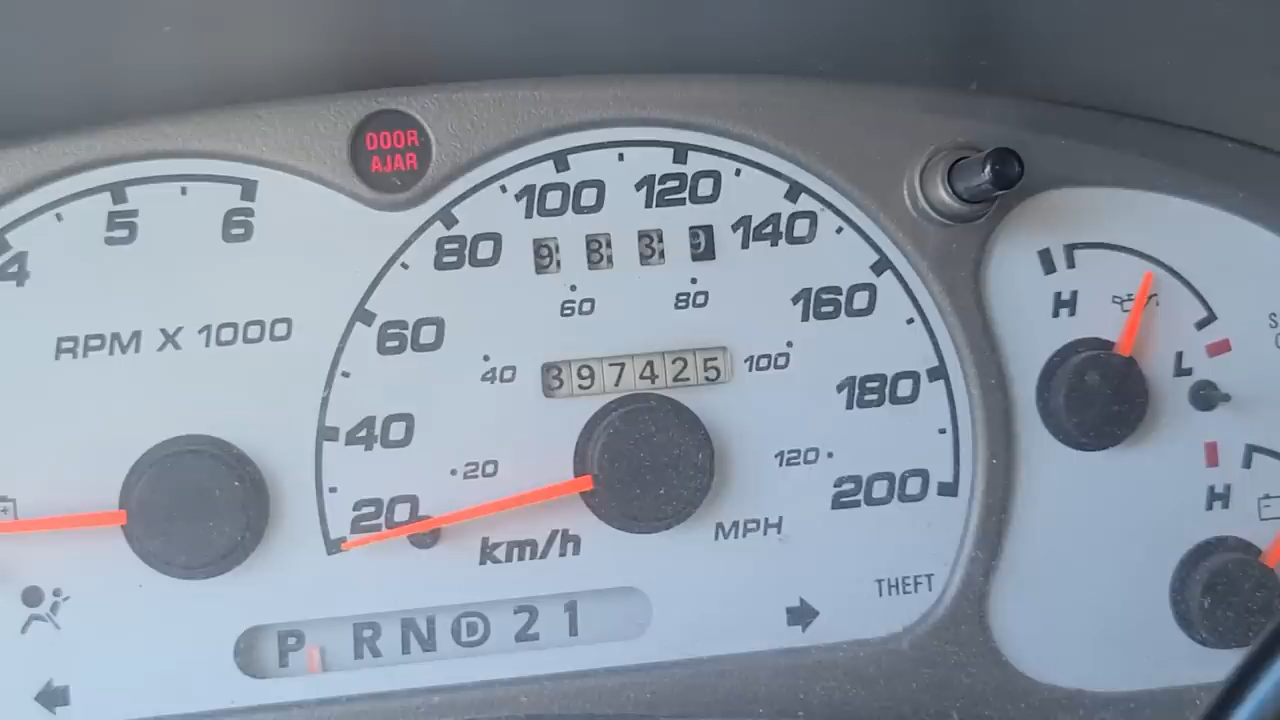 DOOR
AJAR
4 5 6
RPM X 1000
20 40 60 80 100 120 140 160 180 200
9 8 3
20 40 60 80 100 120
397425
km/h
MPH
THEFT
P R N D 2 1
H
L
H